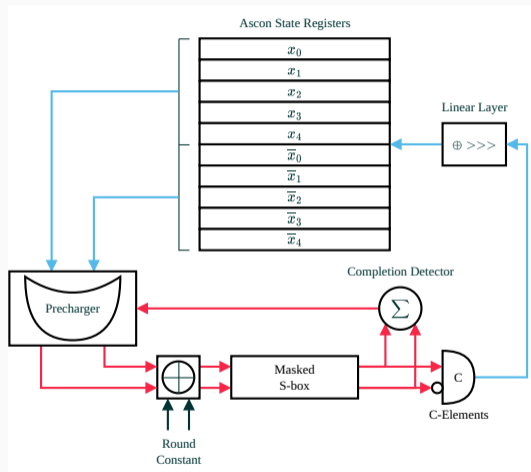 Ascon State Registers
x₀
x₁
x₂
x₃
x₄
x̅₀
x̅₁
x̅₂
x̅₃
x̅₄
Linear Layer
⊕ >>>
Completion Detector
Σ
Precharger
Masked
S-box
C
C-Elements
Round
Constant